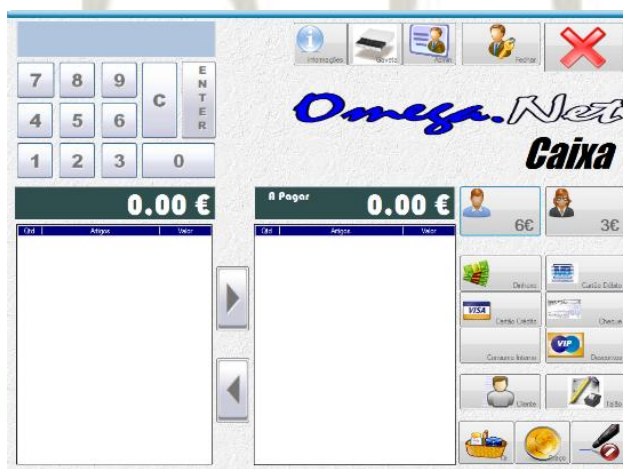 Informações Gaveta Admin Fechar
7 8 9 C ENTER
4 5 6
1 2 3 0
Omega.Net
Caixa
0,00 €
A Pagar 0,00 €
6€ 3€
Qtd Artigos Valor
Qtd Artigos Valor
Dinheiro Cartão Débito
VISA Cartão Crédito Cheque
Consumo Interno VIP Descontos
Cliente Talão